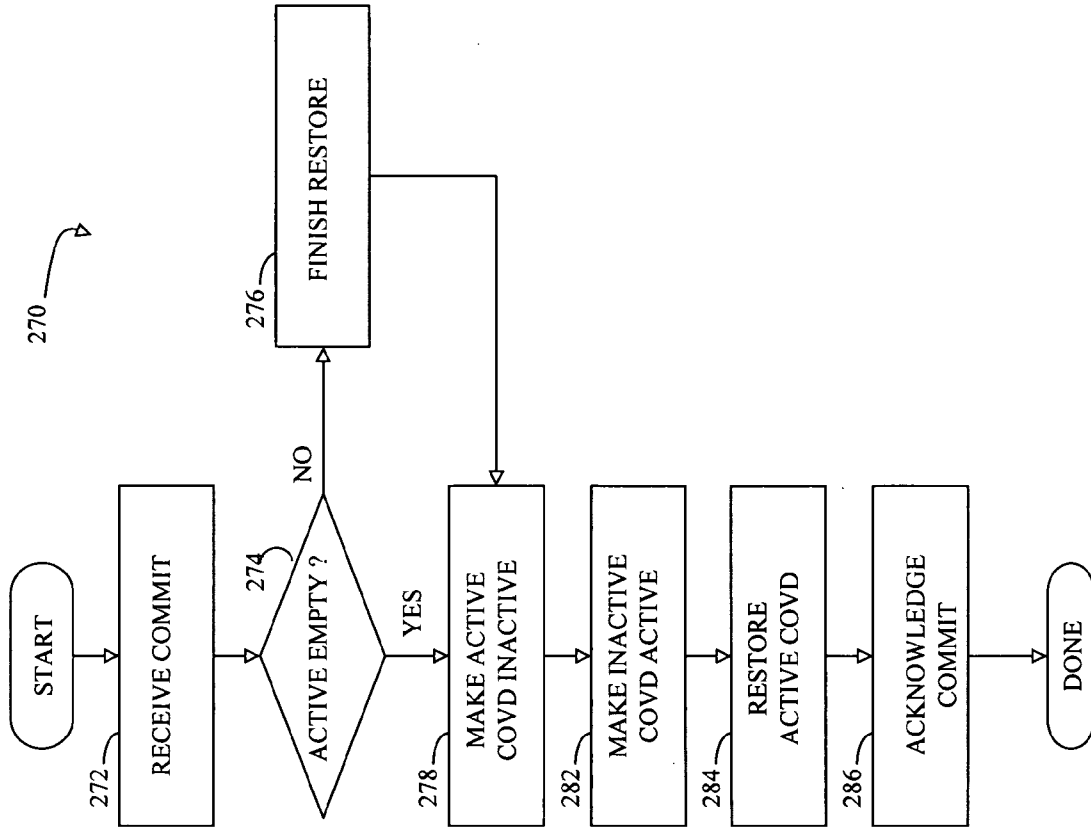 270
START
272
RECEIVE COMMIT
274
ACTIVE EMPTY ?
NO
276
FINISH RESTORE
YES
278
MAKE ACTIVE
COVD INACTIVE
282
MAKE INACTIVE
COVD ACTIVE
284
RESTORE
ACTIVE COVD
286
ACKNOWLEDGE
COMMIT
DONE